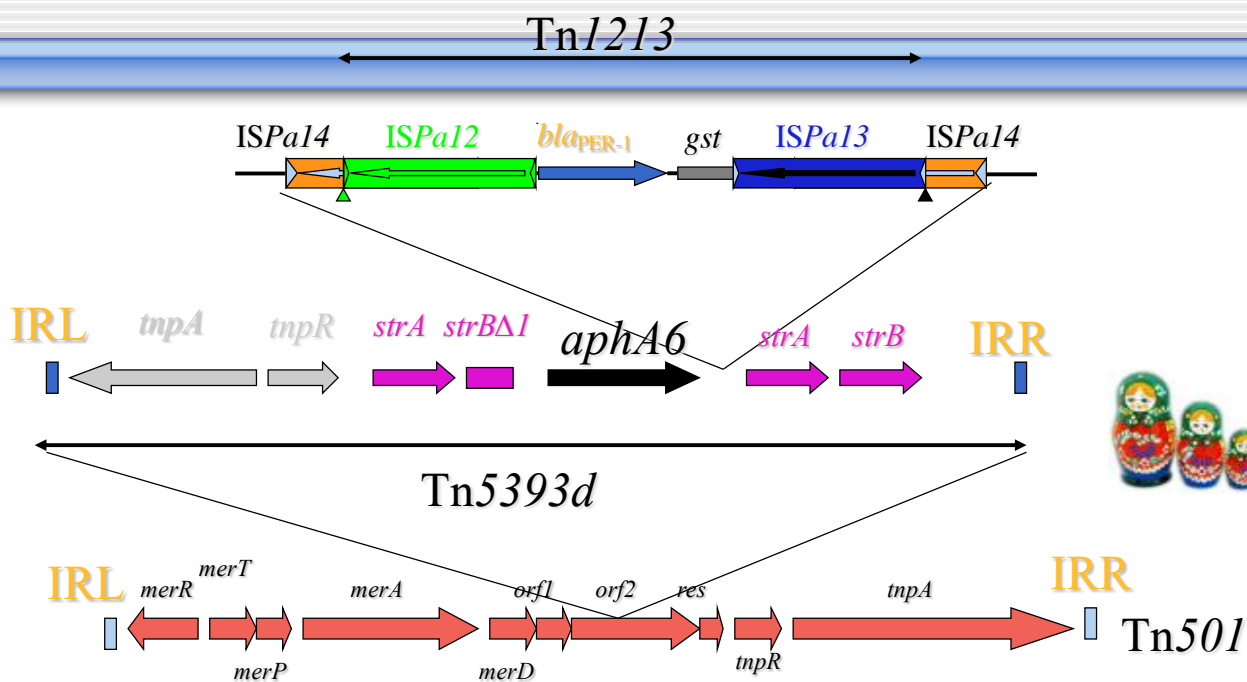 Tn1213
ISPa14 ISPa12 blaPER-1 gst ISPa13 ISPa14
IRL tnpA tnpR strA strBΔ1 aphA6 strA strB IRR
Tn5393d
IRL merR merT merA orf1 orf2 res tnpA IRR
merP merD tnpR Tn501